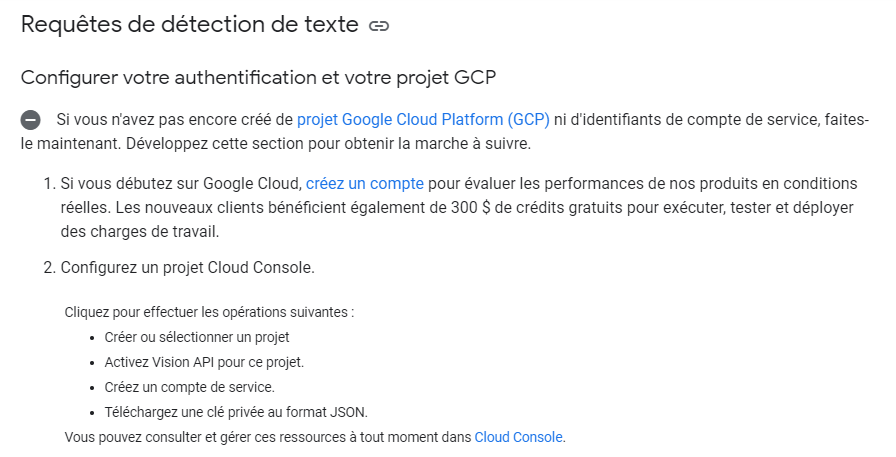 Requêtes de détection de texte
Configurer votre authentification et votre projet GCP
Si vous n'avez pas encore créé de projet Google Cloud Platform (GCP) ni d'identifiants de compte de service, faites-
le maintenant. Développez cette section pour obtenir la marche à suivre.
1. Si vous débutez sur Google Cloud, créez un compte pour évaluer les performances de nos produits en conditions
réelles. Les nouveaux clients bénéficient également de 300 $ de crédits gratuits pour exécuter, tester et déployer
des charges de travail.
2. Configurez un projet Cloud Console.
Cliquez pour effectuer les opérations suivantes :
• Créer ou sélectionner un projet
• Activez Vision API pour ce projet.
• Créez un compte de service.
• Téléchargez une clé privée au format JSON.
Vous pouvez consulter et gérer ces ressources à tout moment dans Cloud Console.